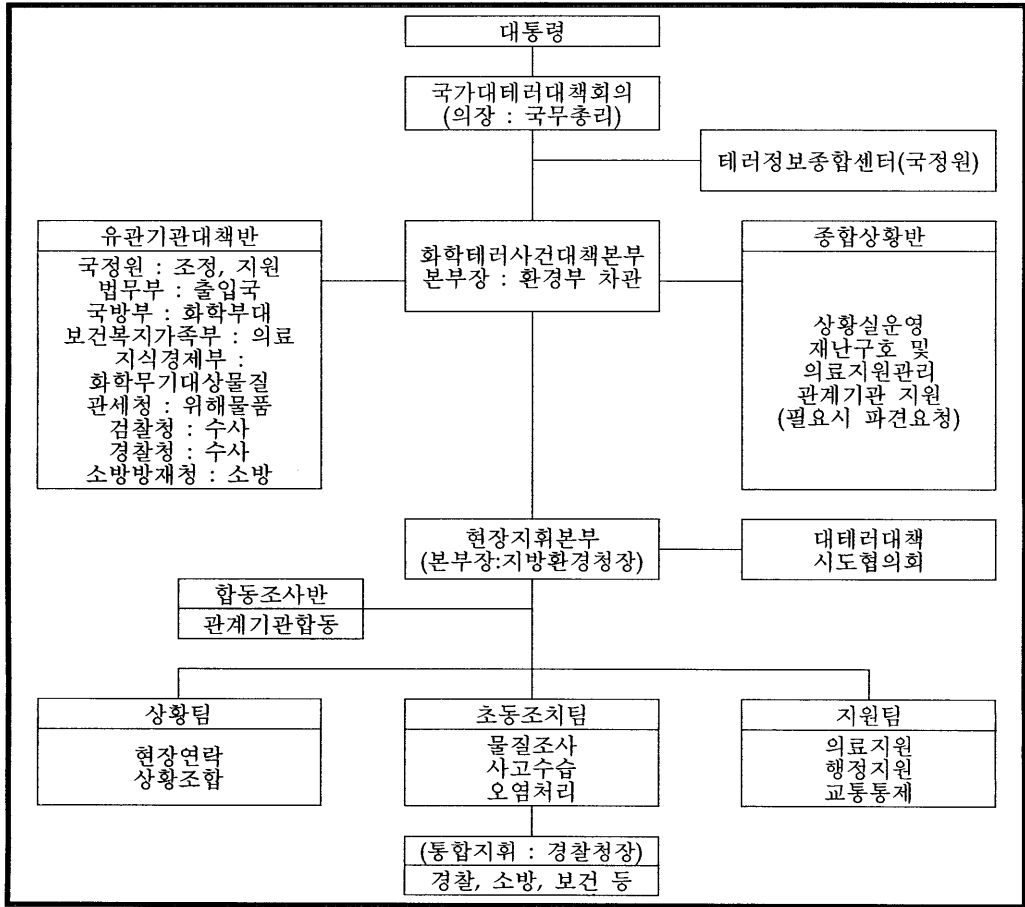 대통령
국가대테러대책회의
(의장 : 국무총리)
테러정보종합센터(국정원)
유관기관대책반
국정원 : 조정, 지원
법무부 : 출입국
국방부 : 화학부대
보건복지가족부 : 의료
지식경제부 :
화학무기대상물질
관세청 : 위해물품
검찰청 : 수사
경찰청 : 수사
소방방재청 : 소방
화학테러사건대책본부
본부장 : 환경부 차관
종합상황반
상황실운영
재난구호 및
의료지원관리
관계기관 지원
(필요시 파견요청)
현장지휘본부
(본부장:지방환경청장)
대테러대책
시도협의회
합동조사반
관계기관합동
상황팀
현장연락
상황조합
초동조치팀
물질조사
사고수습
오염처리
지원팀
의료지원
행정지원
교통통제
(통합지휘 : 경찰청장)
경찰, 소방, 보건 등